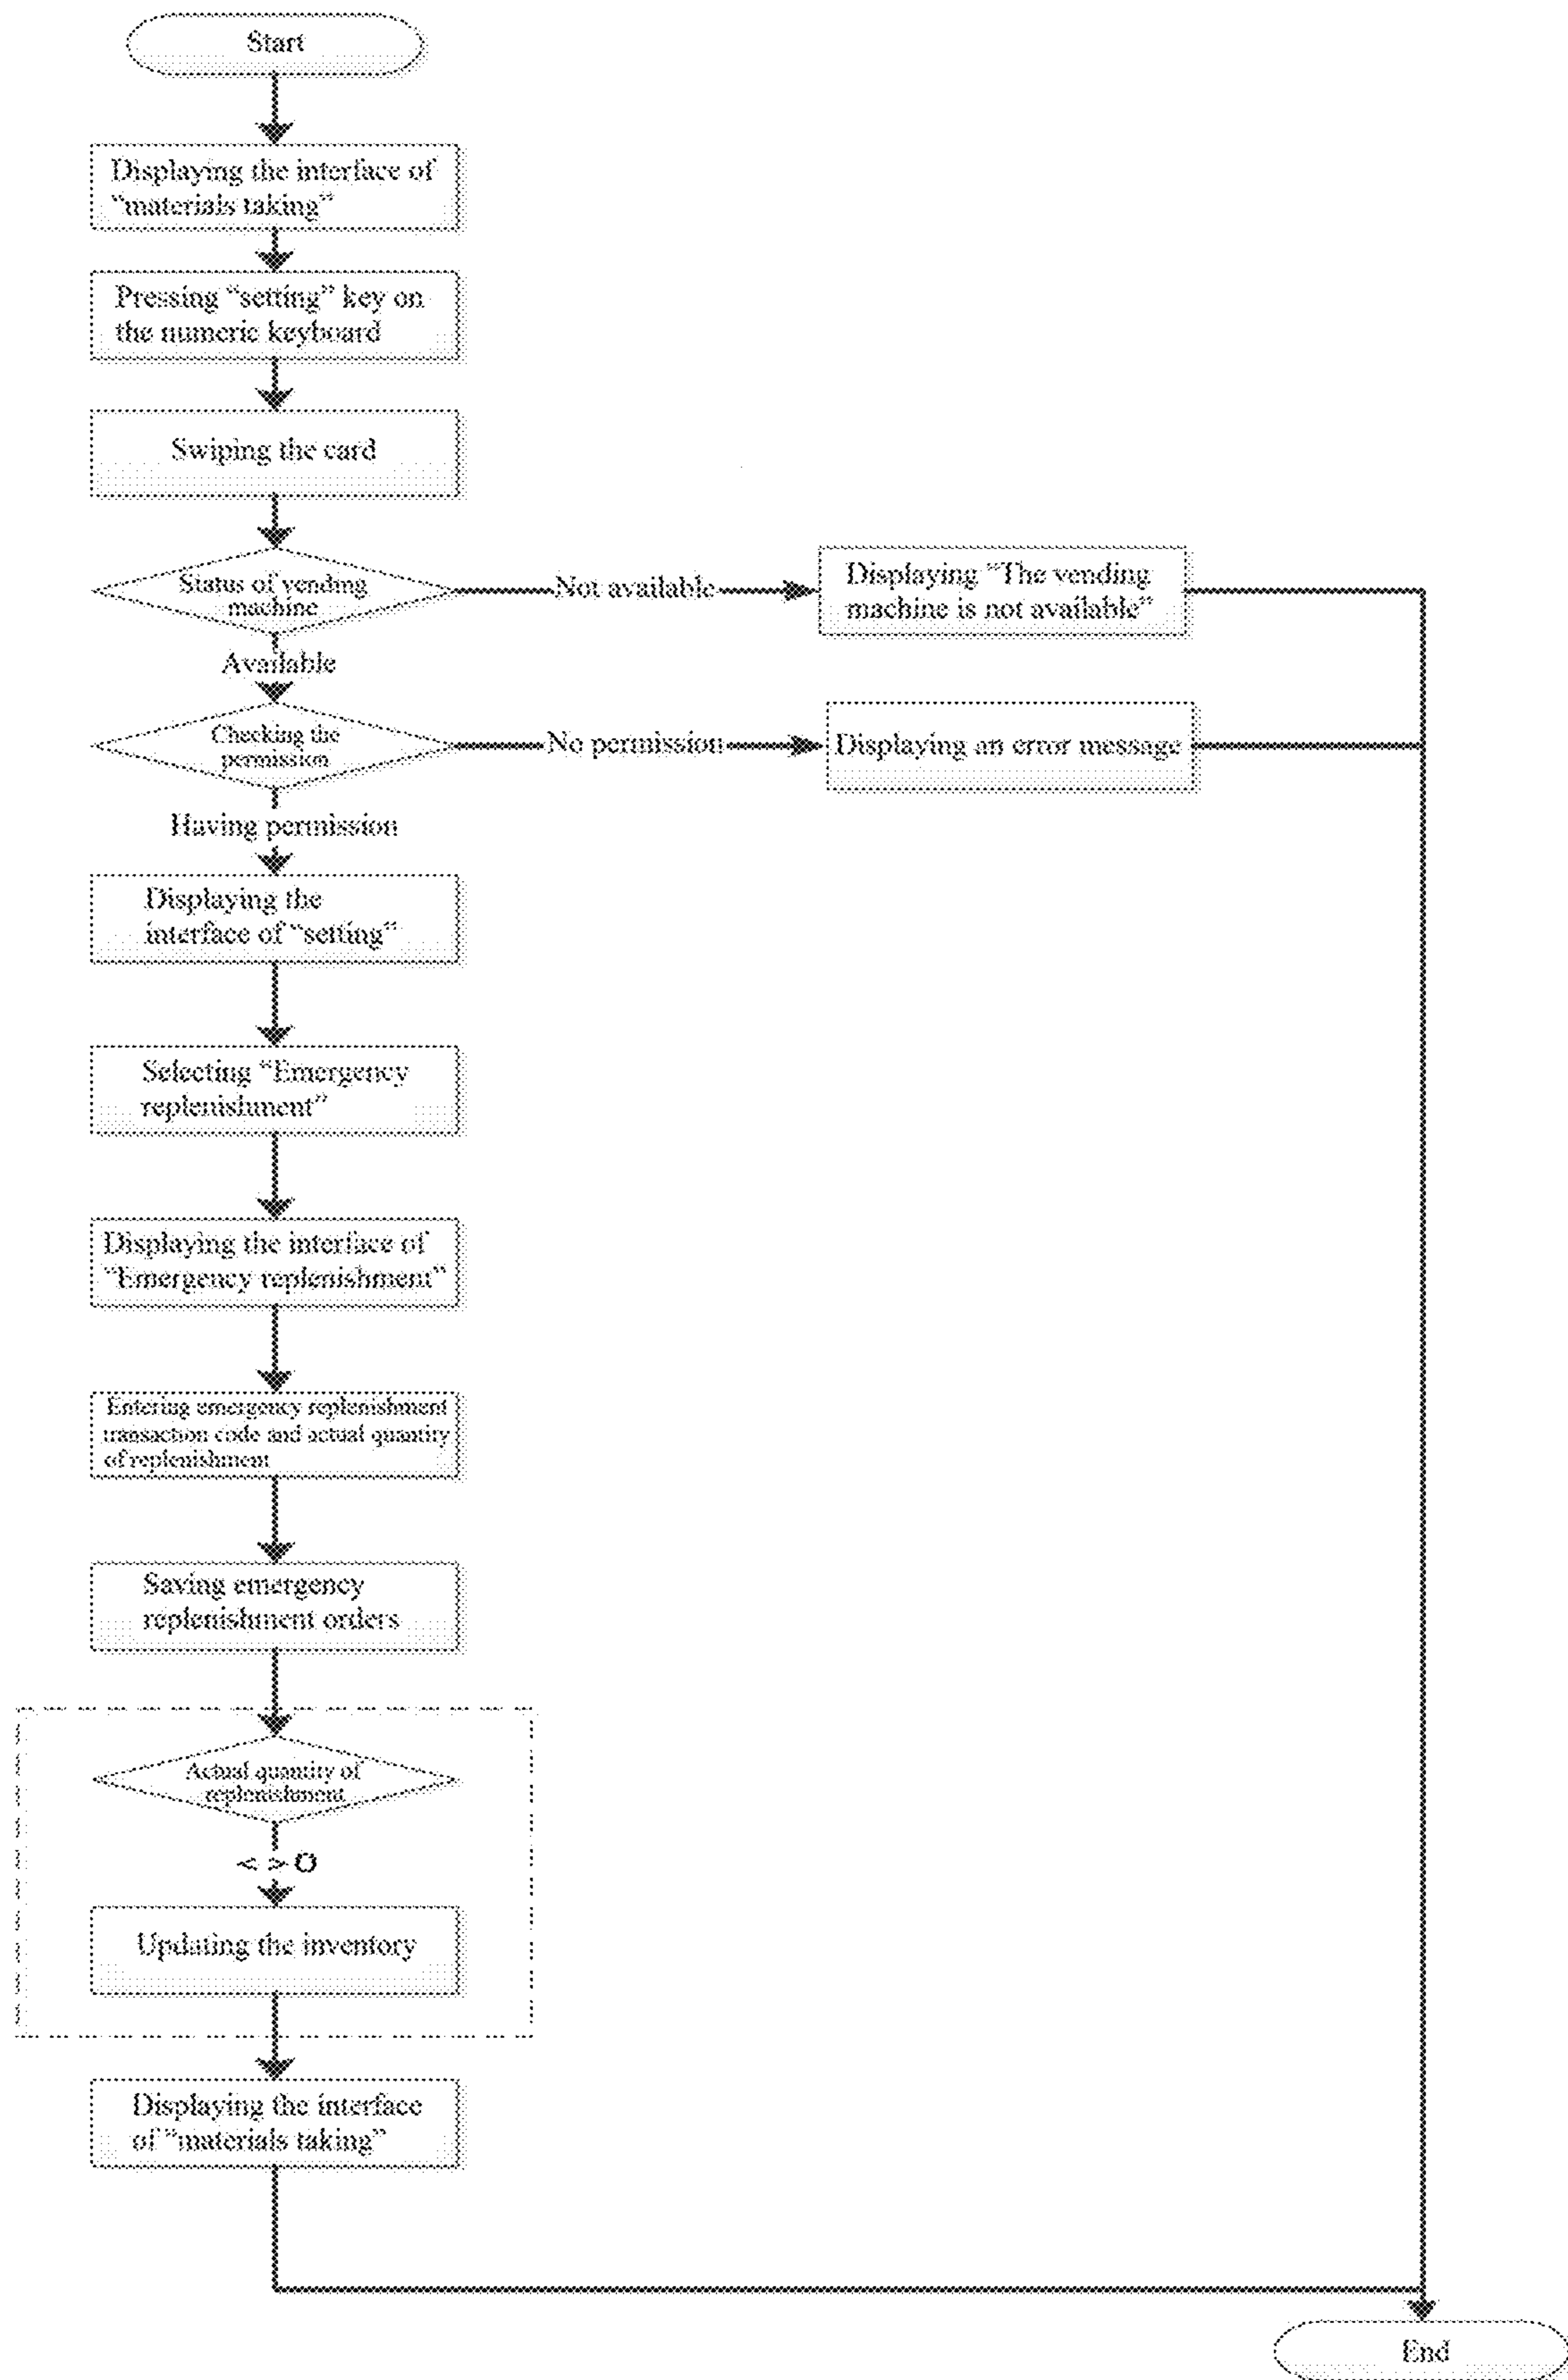 Start
Displaying the interface of
“materials taking”
Pressing “setting” key on
the numeric keyboard
Swiping the card
Status of vending
machine
Not available
Displaying “The vending
machine is not available”
Available
Checking the
permission
No permission
Displaying an error message
Having permission
Displaying the
interface of “setting”
Selecting “Emergency
replenishment”
Displaying the interface of
“Emergency replenishment”
Entering emergency replenishment
transaction code and actual quantity
of replenishment
Saving emergency
replenishment orders
Actual quantity of
replenishment
< > O
Updating the inventory
Displaying the interface
of “materials taking”
End